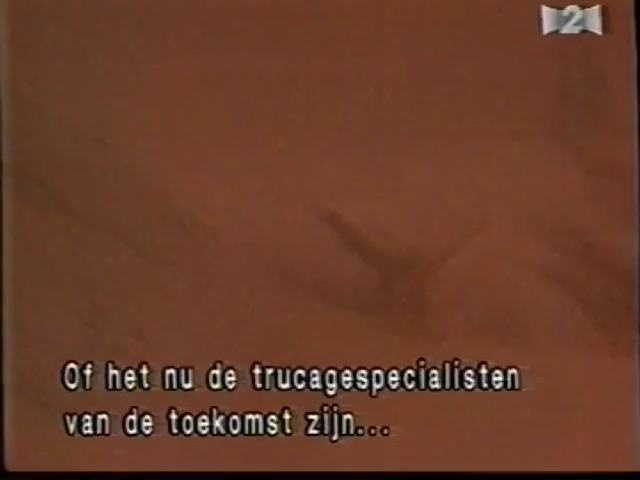 2
Of het nu de trucagespecialisten
van de toekomst zijn...